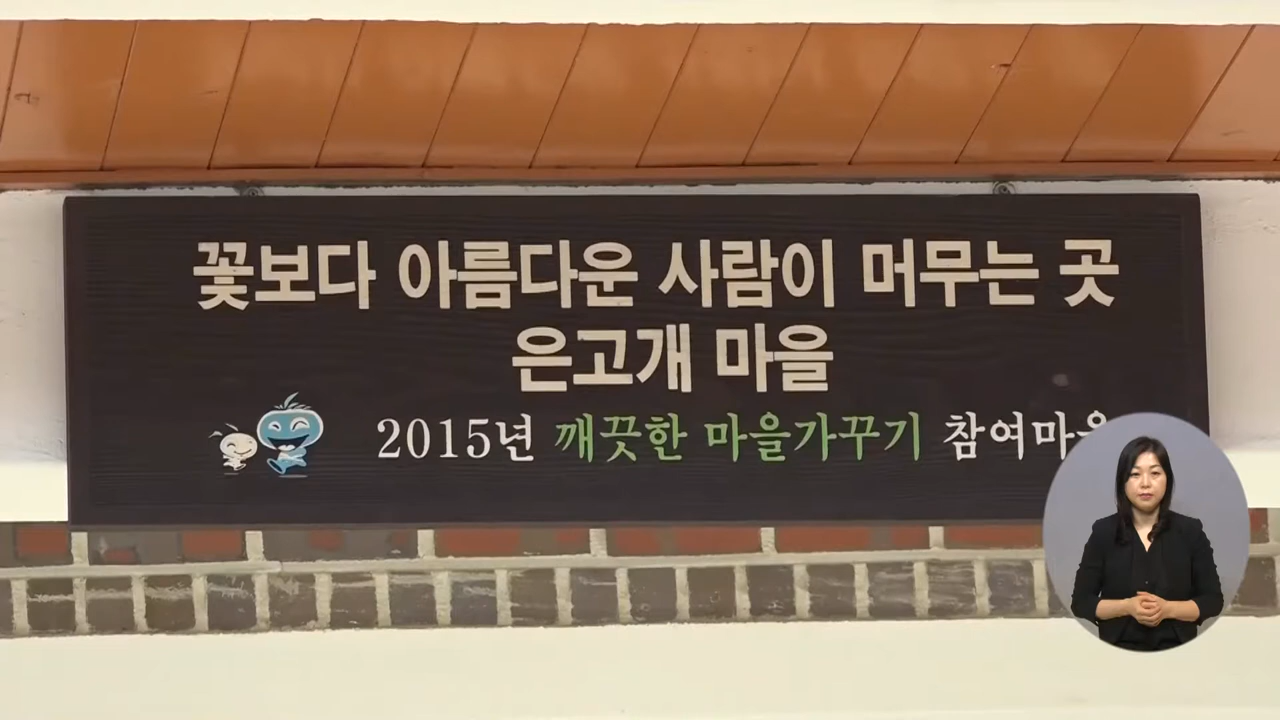 꽃보다 아름다운 사람이 머무는 곳
은고개 마을
2015년 깨끗한 마을가꾸기 참여마을